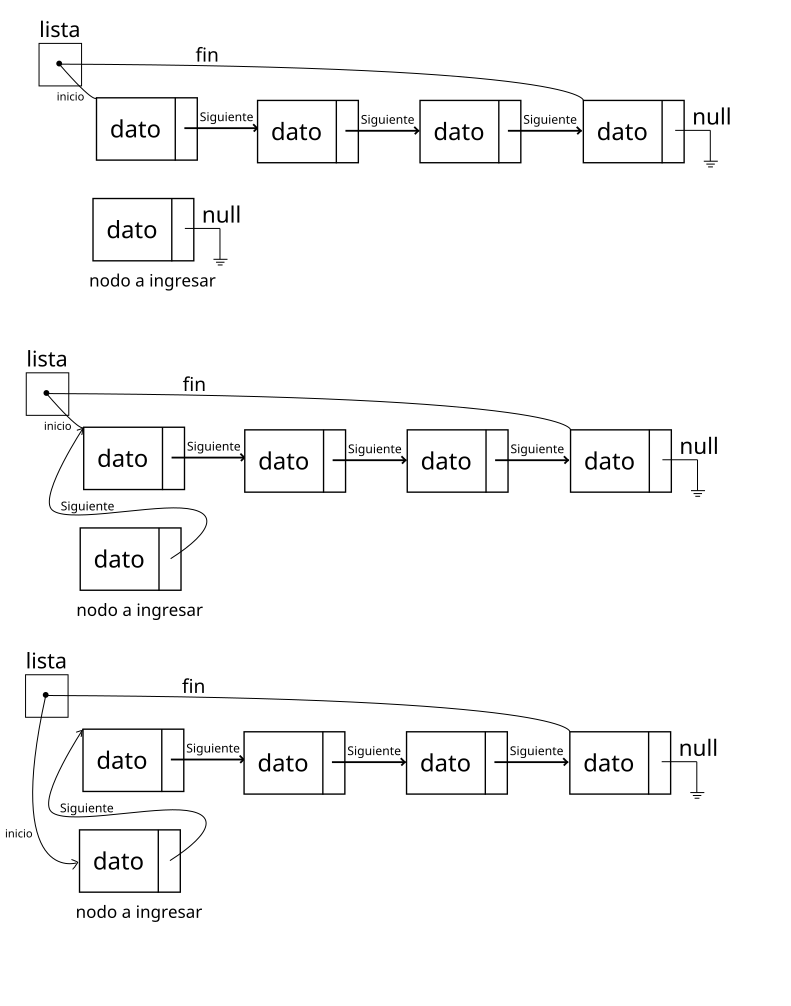 lista
fin
inicio
dato
Siguiente
dato
Siguiente
dato
Siguiente
dato
null
dato
null
nodo a ingresar
lista
fin
inicio
dato
Siguiente
dato
Siguiente
dato
Siguiente
dato
null
Siguiente
dato
nodo a ingresar
lista
fin
dato
Siguiente
dato
Siguiente
dato
Siguiente
dato
null
Siguiente
inicio
dato
nodo a ingresar